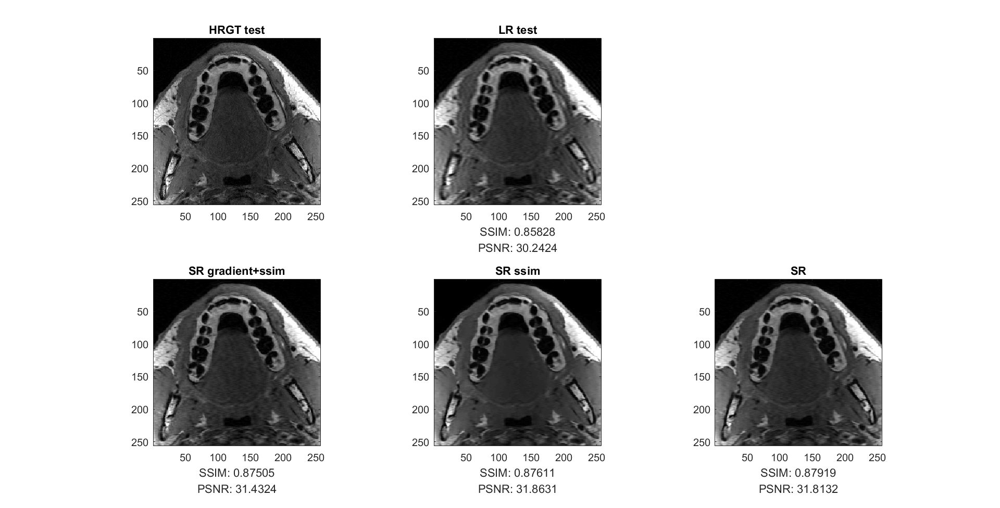 HRGT test
50
100
150
200
250
50 100 150 200 250
LR test
50
100
150
200
250
50 100 150 200 250
SSIM: 0.85828
PSNR: 30.2424
SR gradient+ssim
50
100
150
200
250
50 100 150 200 250
SSIM: 0.87505
PSNR: 31.4324
SR ssim
50
100
150
200
250
50 100 150 200 250
SSIM: 0.87611
PSNR: 31.8631
SR
50
100
150
200
250
50 100 150 200 250
SSIM: 0.87919
PSNR: 31.8132